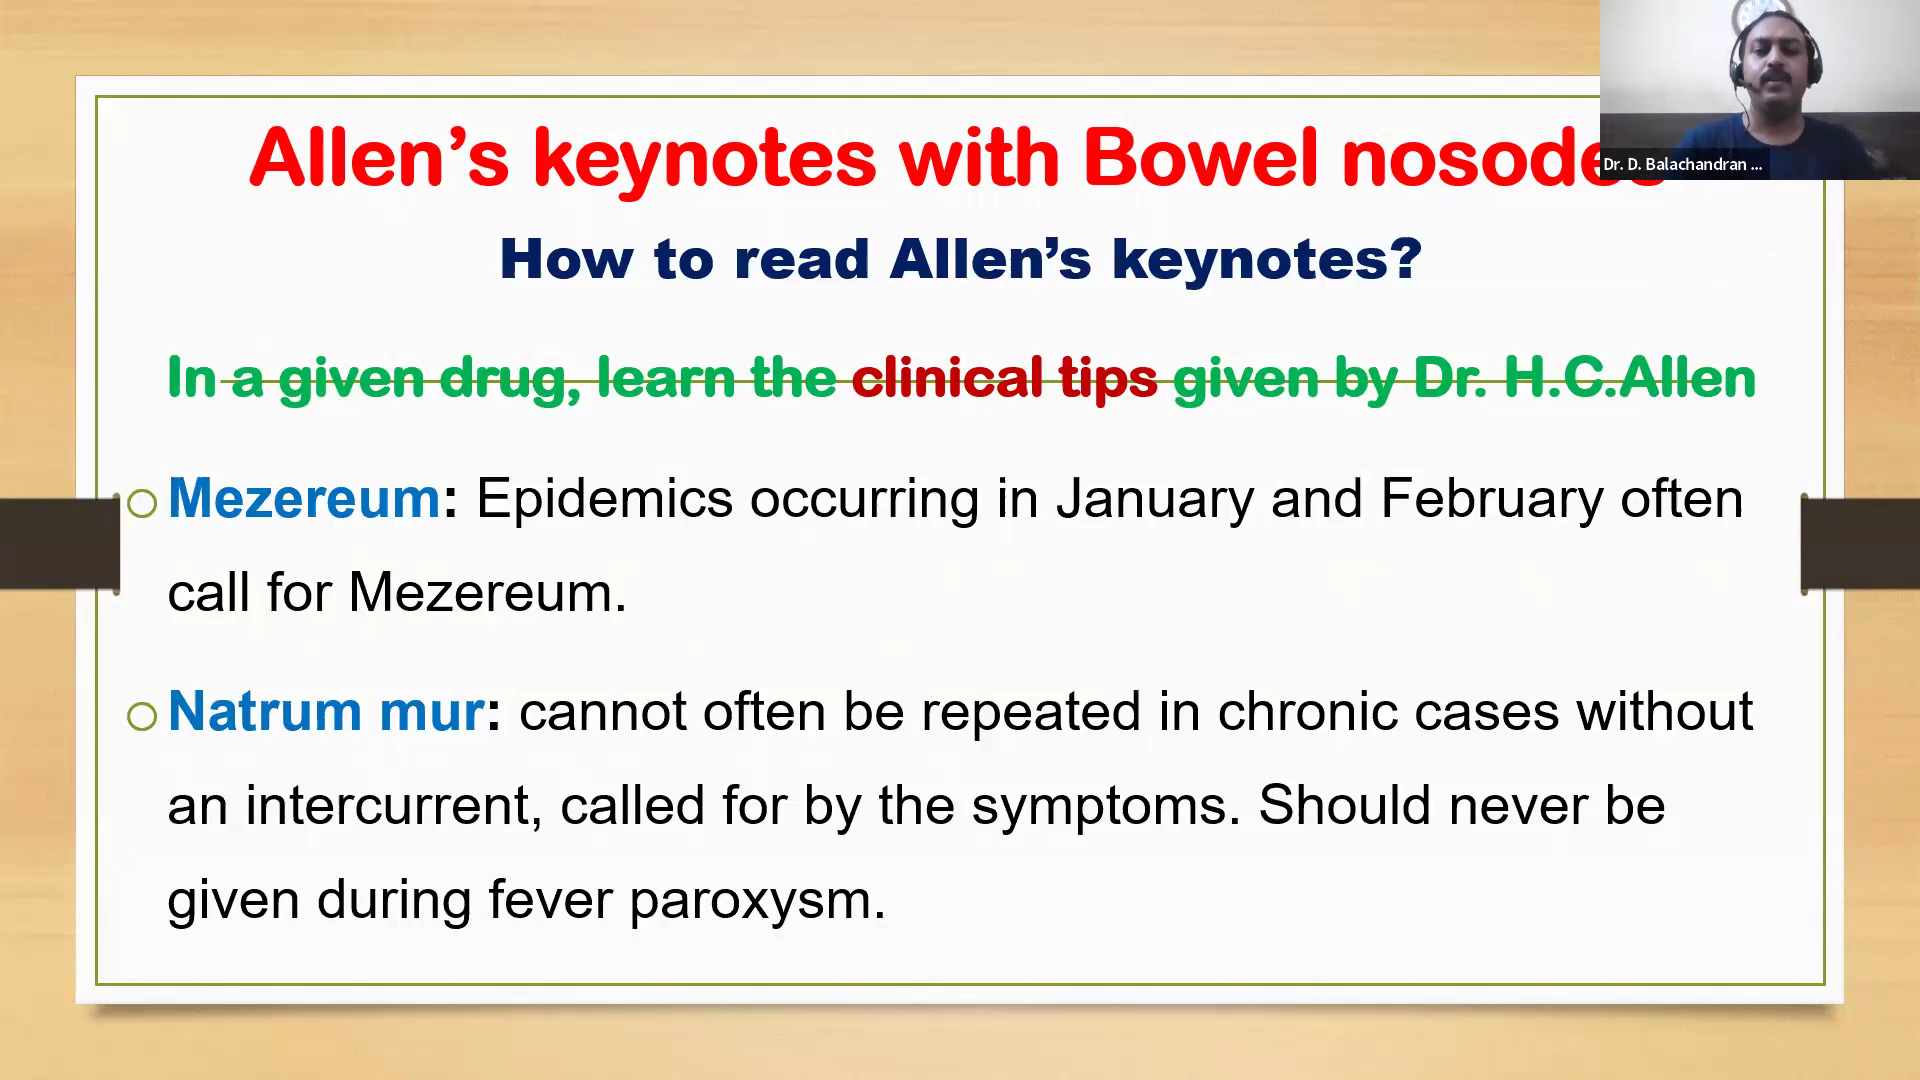 Allen’s keynotes with Bowel nosodes
Dr. D. Balachandran ...
How to read Allen’s keynotes?
In a given drug, learn the clinical tips given by Dr. H.C.Allen
Mezereum: Epidemics occurring in January and February often
call for Mezereum.
Natrum mur: cannot often be repeated in chronic cases without
an intercurrent, called for by the symptoms. Should never be
given during fever paroxysm.